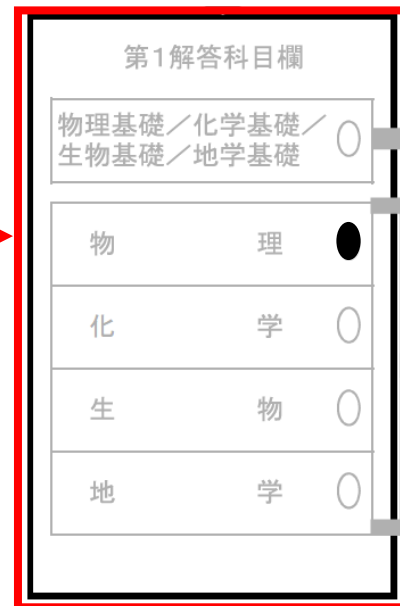 第1解答科目欄
物理基礎／化学基礎／
生物基礎／地学基礎
物理
化学
生物
地学